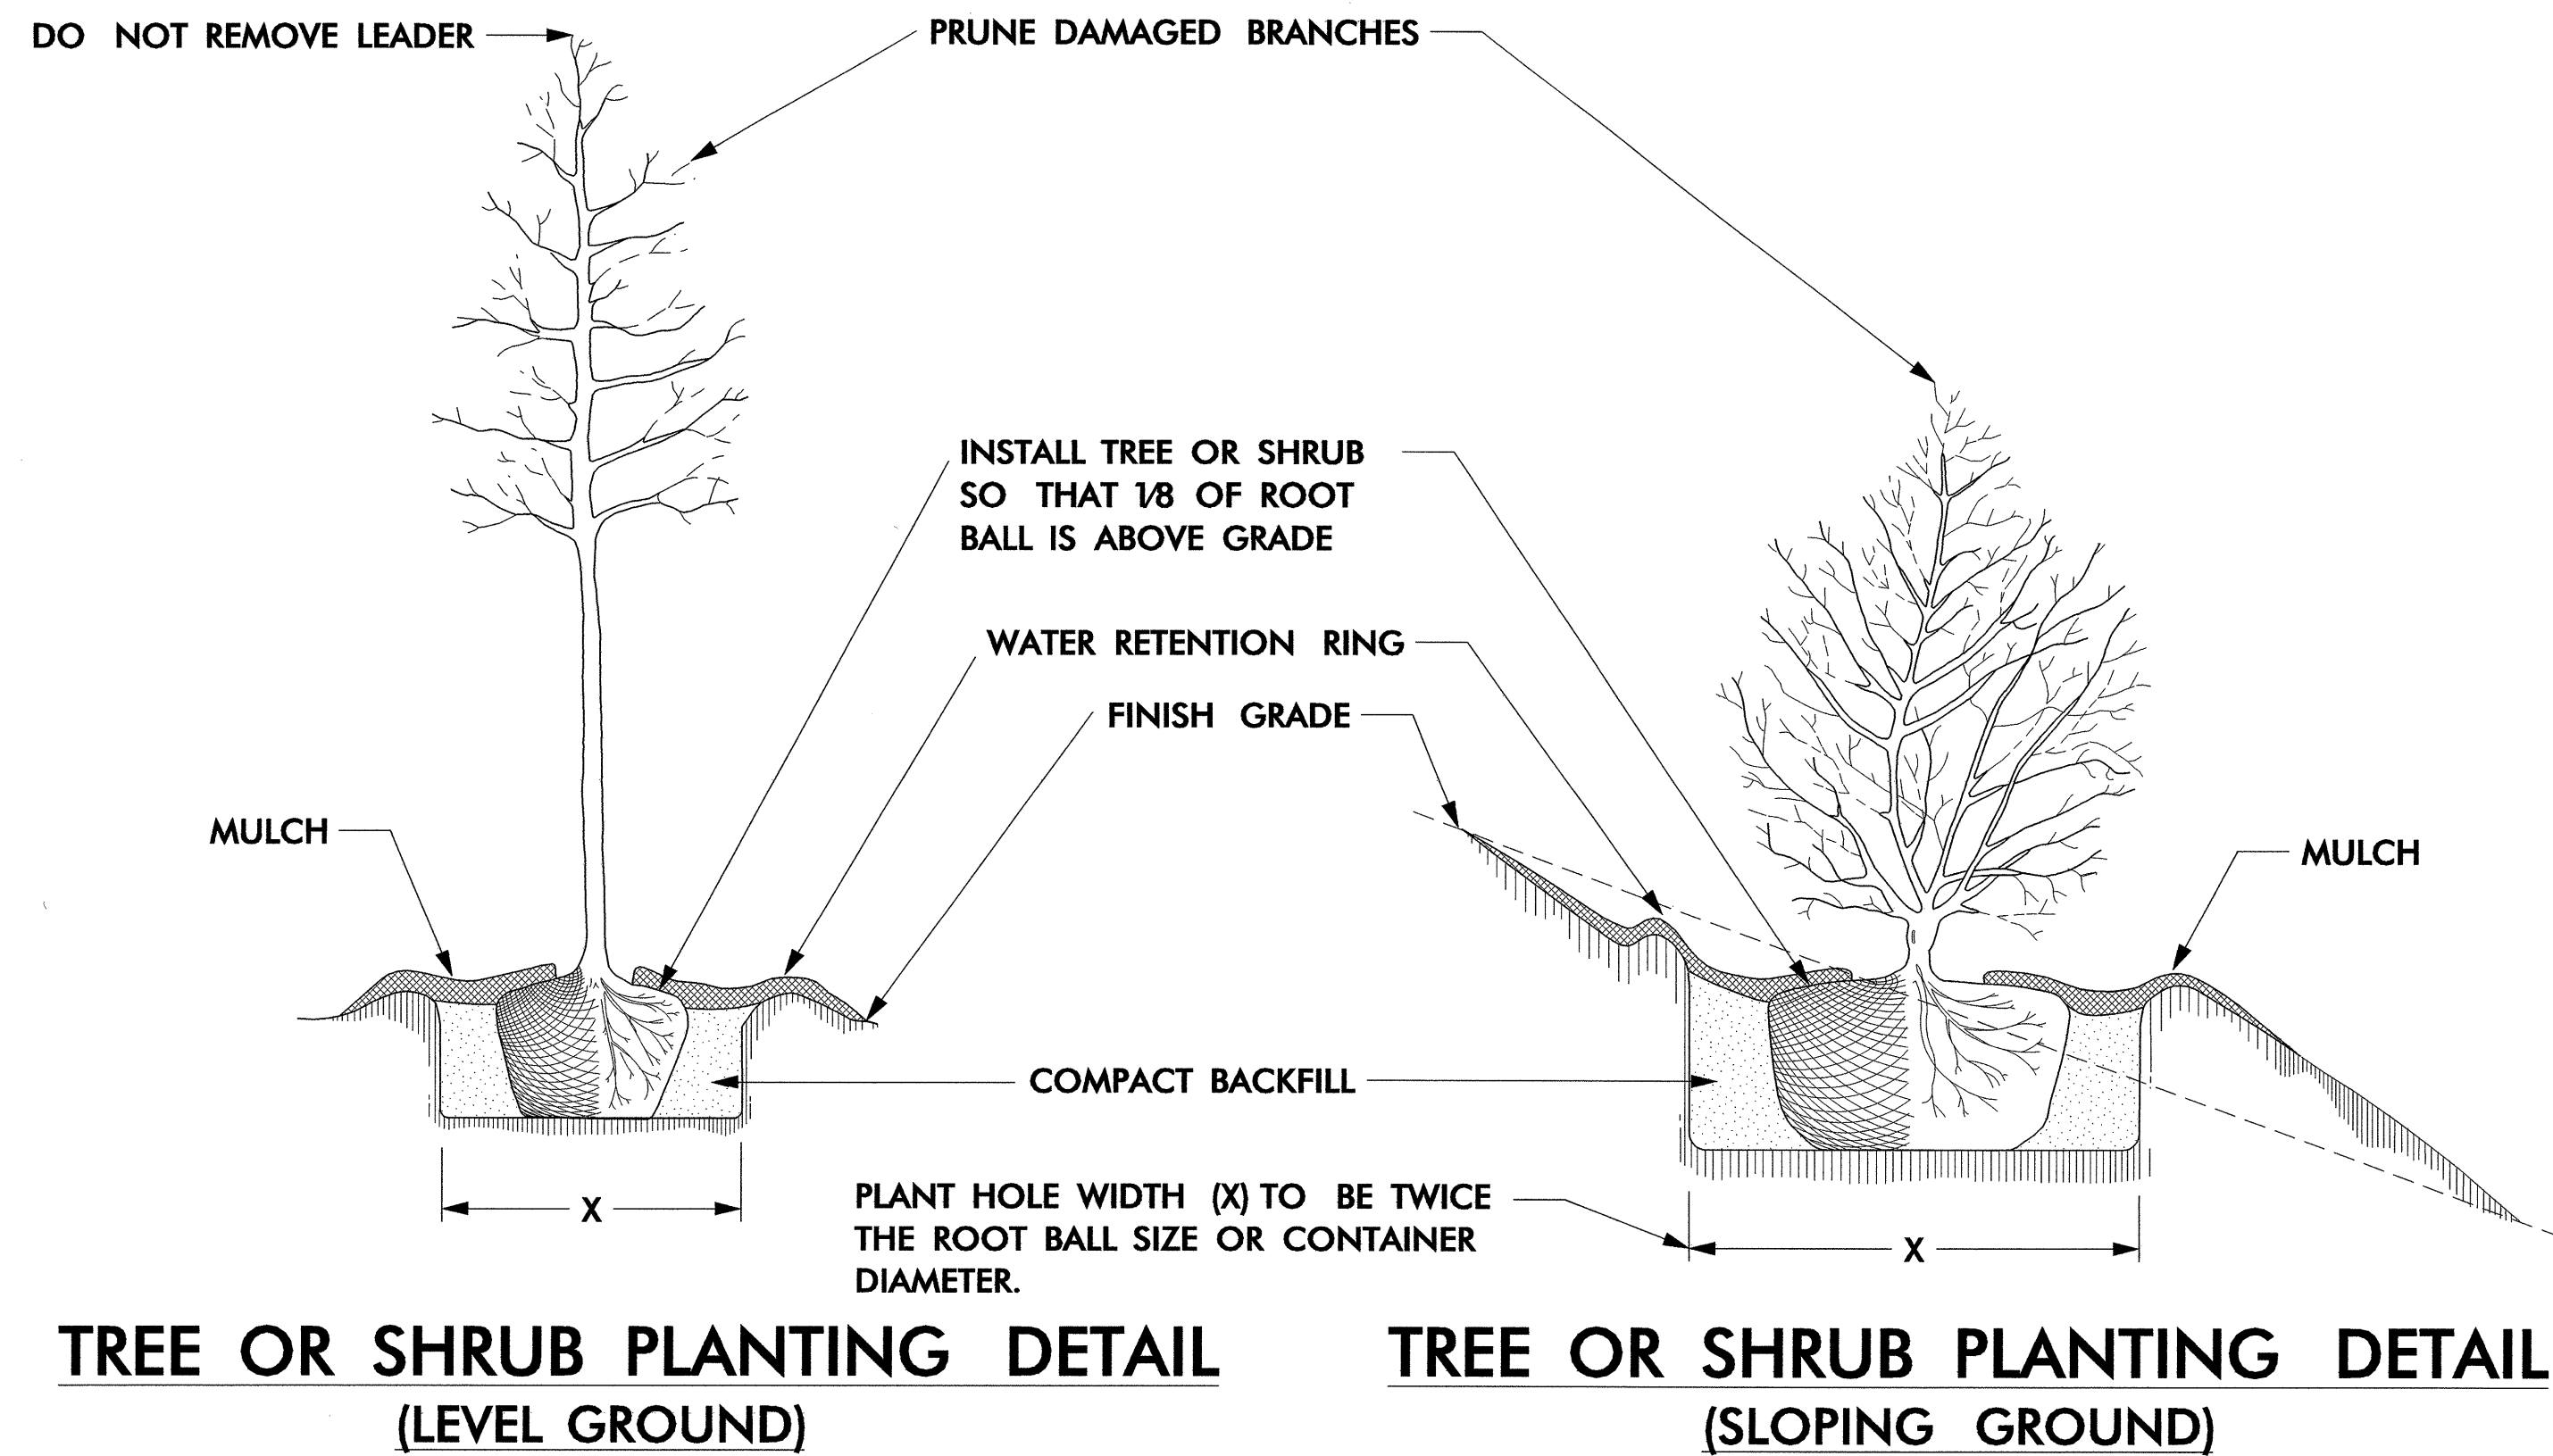 DO NOT REMOVE LEADER
PRUNE DAMAGED BRANCHES
INSTALL TREE OR SHRUB
SO THAT 1/8 OF ROOT
BALL IS ABOVE GRADE
WATER RETENTION RING
FINISH GRADE
MULCH
MULCH
COMPACT BACKFILL
PLANT HOLE WIDTH (X) TO BE TWICE
THE ROOT BALL SIZE OR CONTAINER
DIAMETER.
X
X
TREE OR SHRUB PLANTING DETAIL
(LEVEL GROUND)
TREE OR SHRUB PLANTING DETAIL
(SLOPING GROUND)